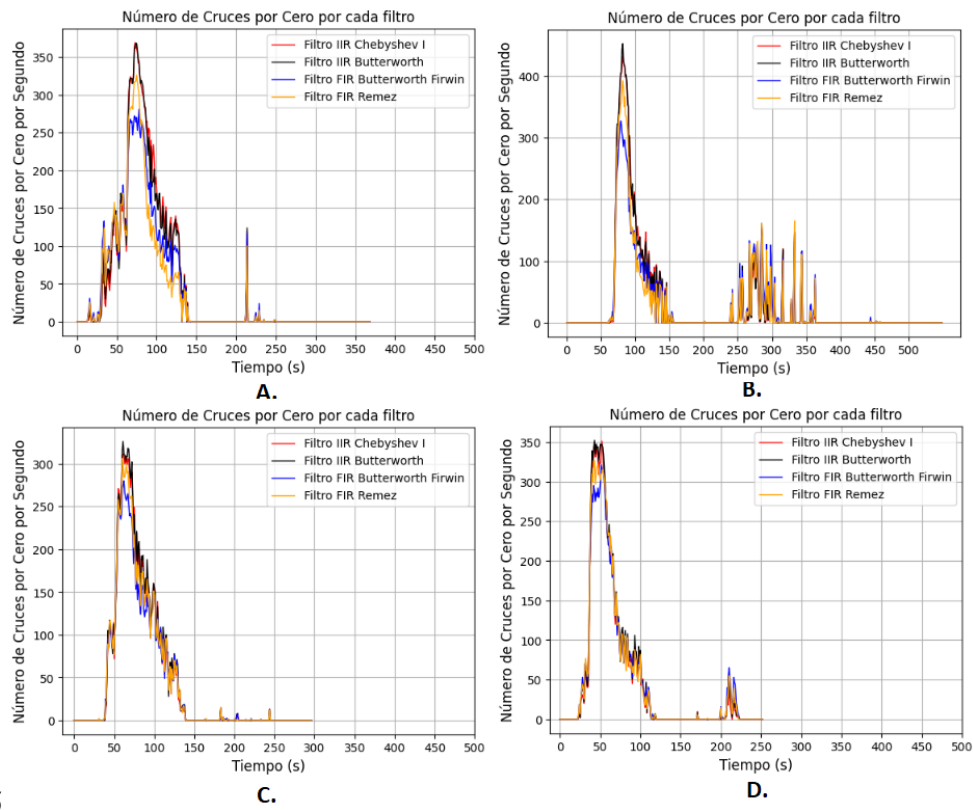 Número de Cruces por Cero por cada filtro
Número de Cruces por Cero por Segundo
350
300
250
200
150
100
50
0
Filtro IIR Chebyshev I
Filtro IIR Butterworth
Filtro FIR Butterworth Firwin
Filtro FIR Remez
0 50 100 150 200 250 300 350 400 450 500
Tiempo (s)
A.
Número de Cruces por Cero por cada filtro
Número de Cruces por Cero por Segundo
400
300
200
100
0
Filtro IIR Chebyshev I
Filtro IIR Butterworth
Filtro FIR Butterworth Firwin
Filtro FIR Remez
0 50 100 150 200 250 300 350 400 450 500
Tiempo (s)
B.
Número de Cruces por Cero por cada filtro
Número de Cruces por Cero por Segundo
300
250
200
150
100
50
0
Filtro IIR Chebyshev I
Filtro IIR Butterworth
Filtro FIR Butterworth Firwin
Filtro FIR Remez
0 50 100 150 200 250 300 350 400 450 500
Tiempo (s)
C.
Número de Cruces por Cero por cada filtro
Número de Cruces por Cero por Segundo
350
300
250
200
150
100
50
0
Filtro IIR Chebyshev I
Filtro IIR Butterworth
Filtro FIR Butterworth Firwin
Filtro FIR Remez
0 50 100 150 200 250 300 350 400 450 500
Tiempo (s)
D.